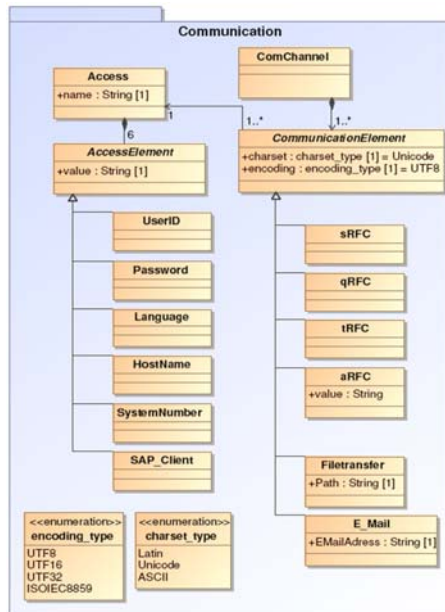 Communication
Access
+name : String [1]
ComChannel
1
1..*
1..*
6
AccessElement
+value : String [1]
CommunicationElement
+charset : charset_type [1] = Unicode
+encoding : encoding_type [1] = UTF8
UserID
Password
Language
HostName
SystemNumber
SAP_Client
sRFC
qRFC
tRFC
aRFC
+value : String
Filetransfer
+Path : String [1]
E_Mail
+EMailAdress : String [1]
<<enumeration>>
encoding_type
UTF8
UTF16
UTF32
ISOIEC8859
<<enumeration>>
charset_type
Latin
Unicode
ASCII